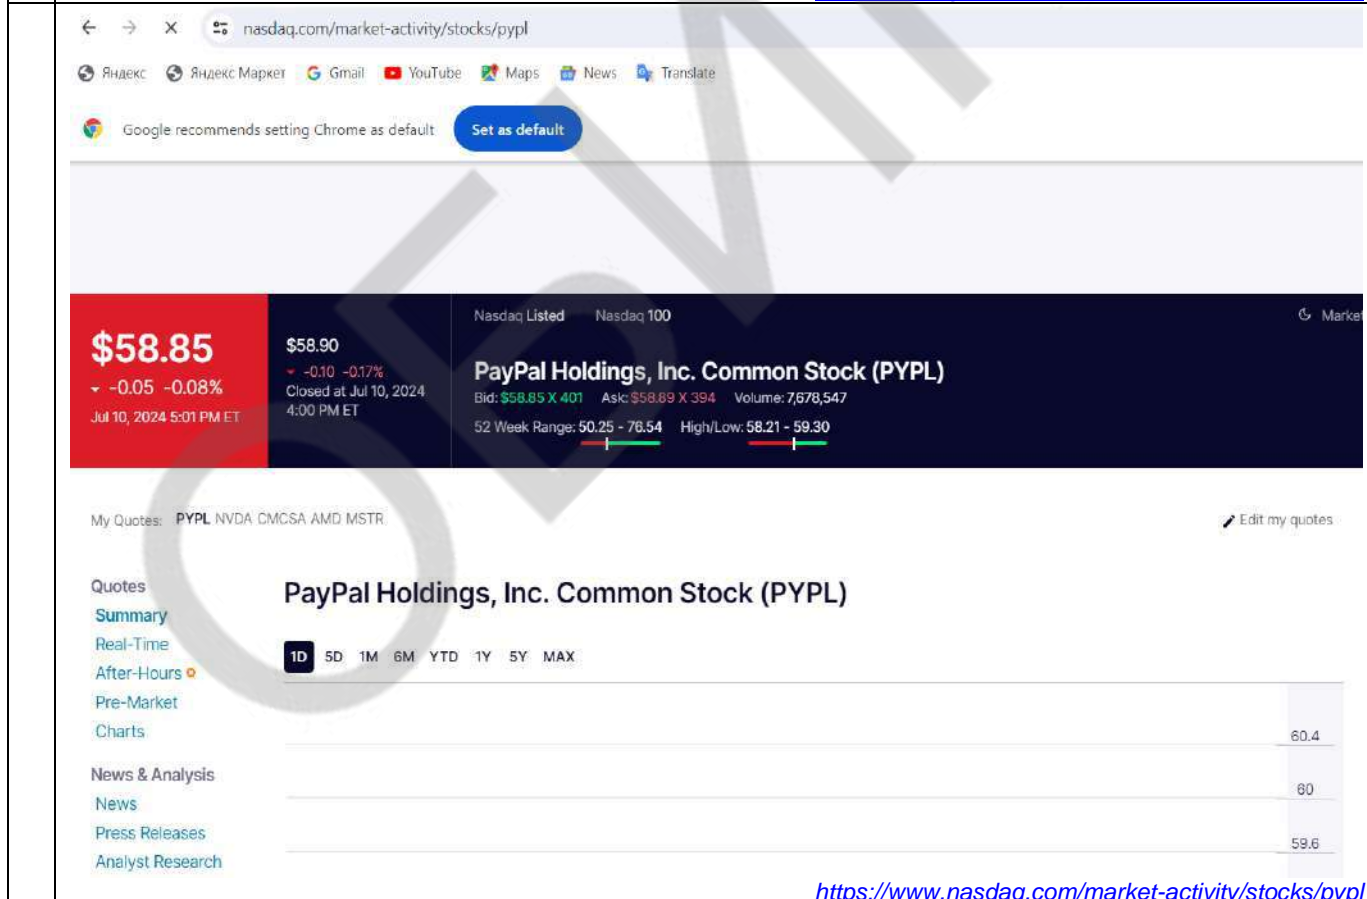 nasdaq.com/market-activity/stocks/pypl
Яндекс Яндекс Маркет Gmail YouTube Maps News Translate
Google recommends setting Chrome as default Set as default
Nasdaq Listed Nasdaq 100 Market
$58.85
-0.05 -0.08%
Jul 10, 2024 5:01 PM ET
$58.90
-0.10 -0.17%
Closed at Jul 10, 2024
4:00 PM ET
PayPal Holdings, Inc. Common Stock (PYPL)
Bid: $58.85 X 401 Ask: $58.89 X 394 Volume: 7,678,547
52 Week Range: 50.25 - 76.54 High/Low: 58.21 - 59.30
My Quotes: PYPL NVDA CMCSA AMD MSTR Edit my quotes
Quotes
Summary
Real-Time
After-Hours
Pre-Market
Charts
News & Analysis
News
Press Releases
Analyst Research
PayPal Holdings, Inc. Common Stock (PYPL)
1D 5D 1M 6M YTD 1Y 5Y MAX
60.4
60
59.6
https://www.nasdaq.com/market-activity/stocks/pypl